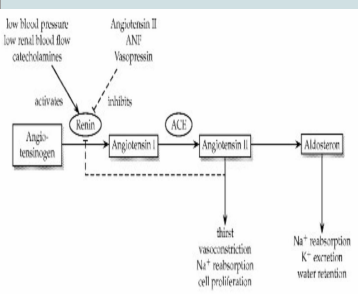 low blood pressure
low renal blood flow
catecholamines
Angiotensin II
ANF
Vasopressin
activates
inhibits
Renin
ACE
Angio-
tensinogen
Angiotensin I
Angiotensin II
Aldosteron
thirst
vasoconstriction
Na⁺ reabsorption
cell proliferation
Na⁺ reabsorption
K⁺ excretion
water retention